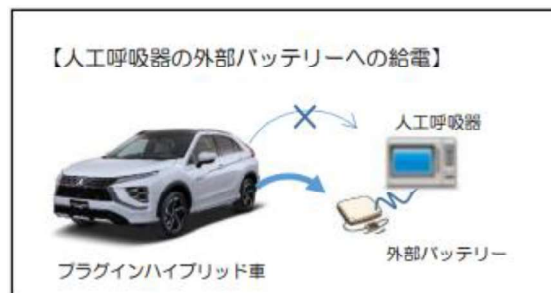 【人工呼吸器の外部バッテリーへの給電】
人工呼吸器
外部バッテリー
プラグインハイブリッド車